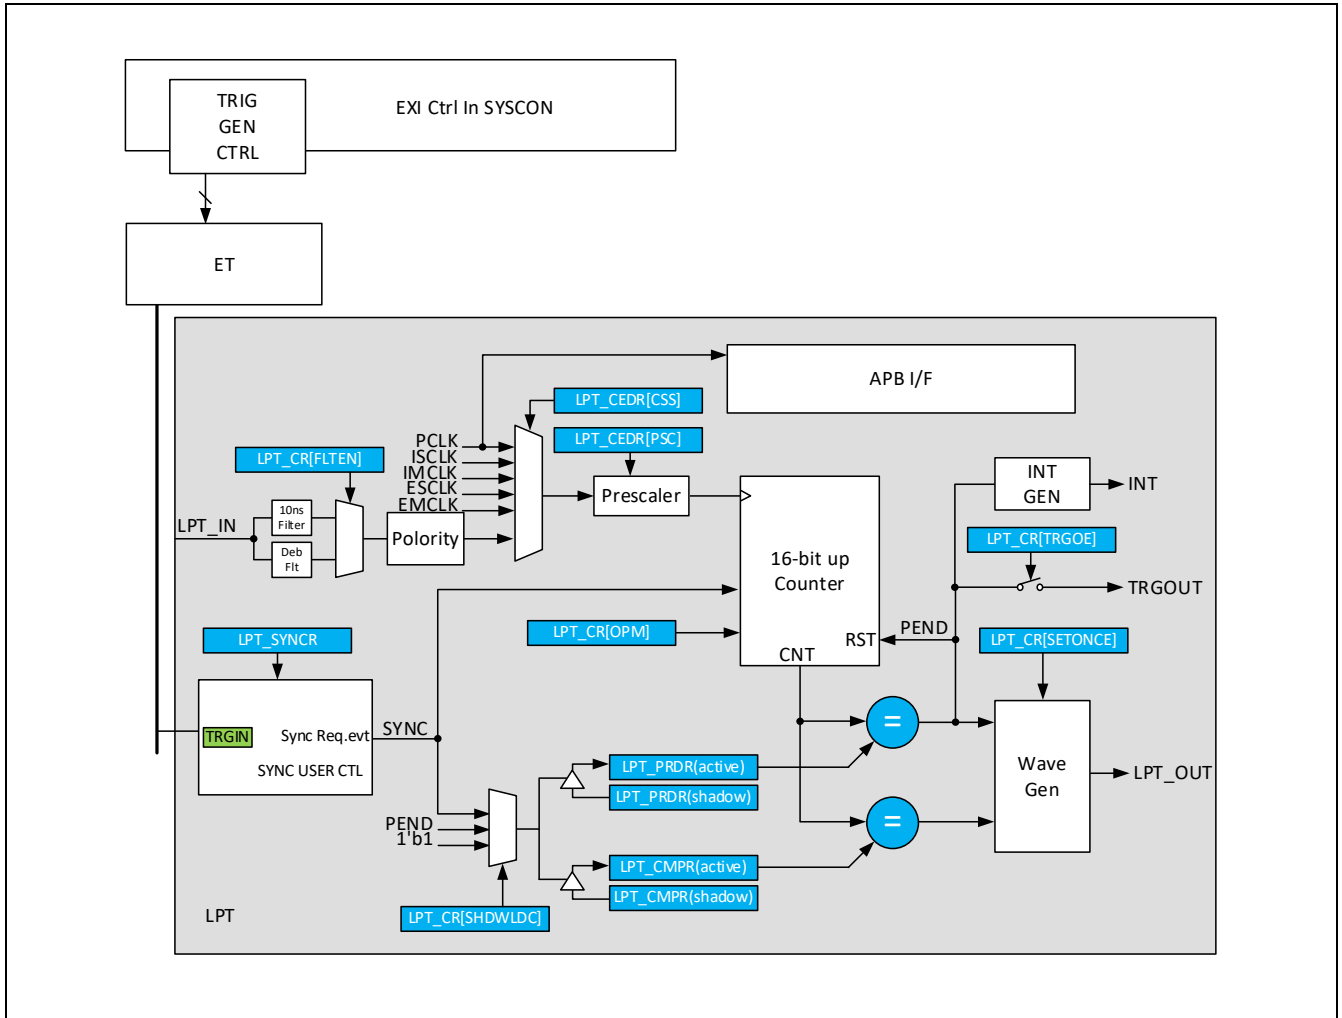 TRIG
GEN
CTRL
EXI Ctrl In SYSCON
ET
APB I/F
LPT_CEDR[CSS]
LPT_CEDR[PSC]
PCLK
ISCLK
IMCLK
ESCLK
EMCLK
LPT_CR[FLTEN]
LPT_IN
10ns
Filter
Deb
Flt
Polority
Prescaler
16-bit up
Counter
RST
CNT
INT
GEN
INT
LPT_CR[TRGOE]
TRGOUT
PEND
LPT_CR[SETONCE]
LPT_CR[OPM]
LPT_SYNCR
TRGIN
Sync Req.evt
SYNC USER CTL
SYNC
PEND
1'b1
LPT_CR[SHDWLDC]
LPT_PRDR(active)
LPT_PRDR(shadow)
LPT_CMPR(active)
LPT_CMPR(shadow)
=
=
Wave
Gen
LPT_OUT
LPT